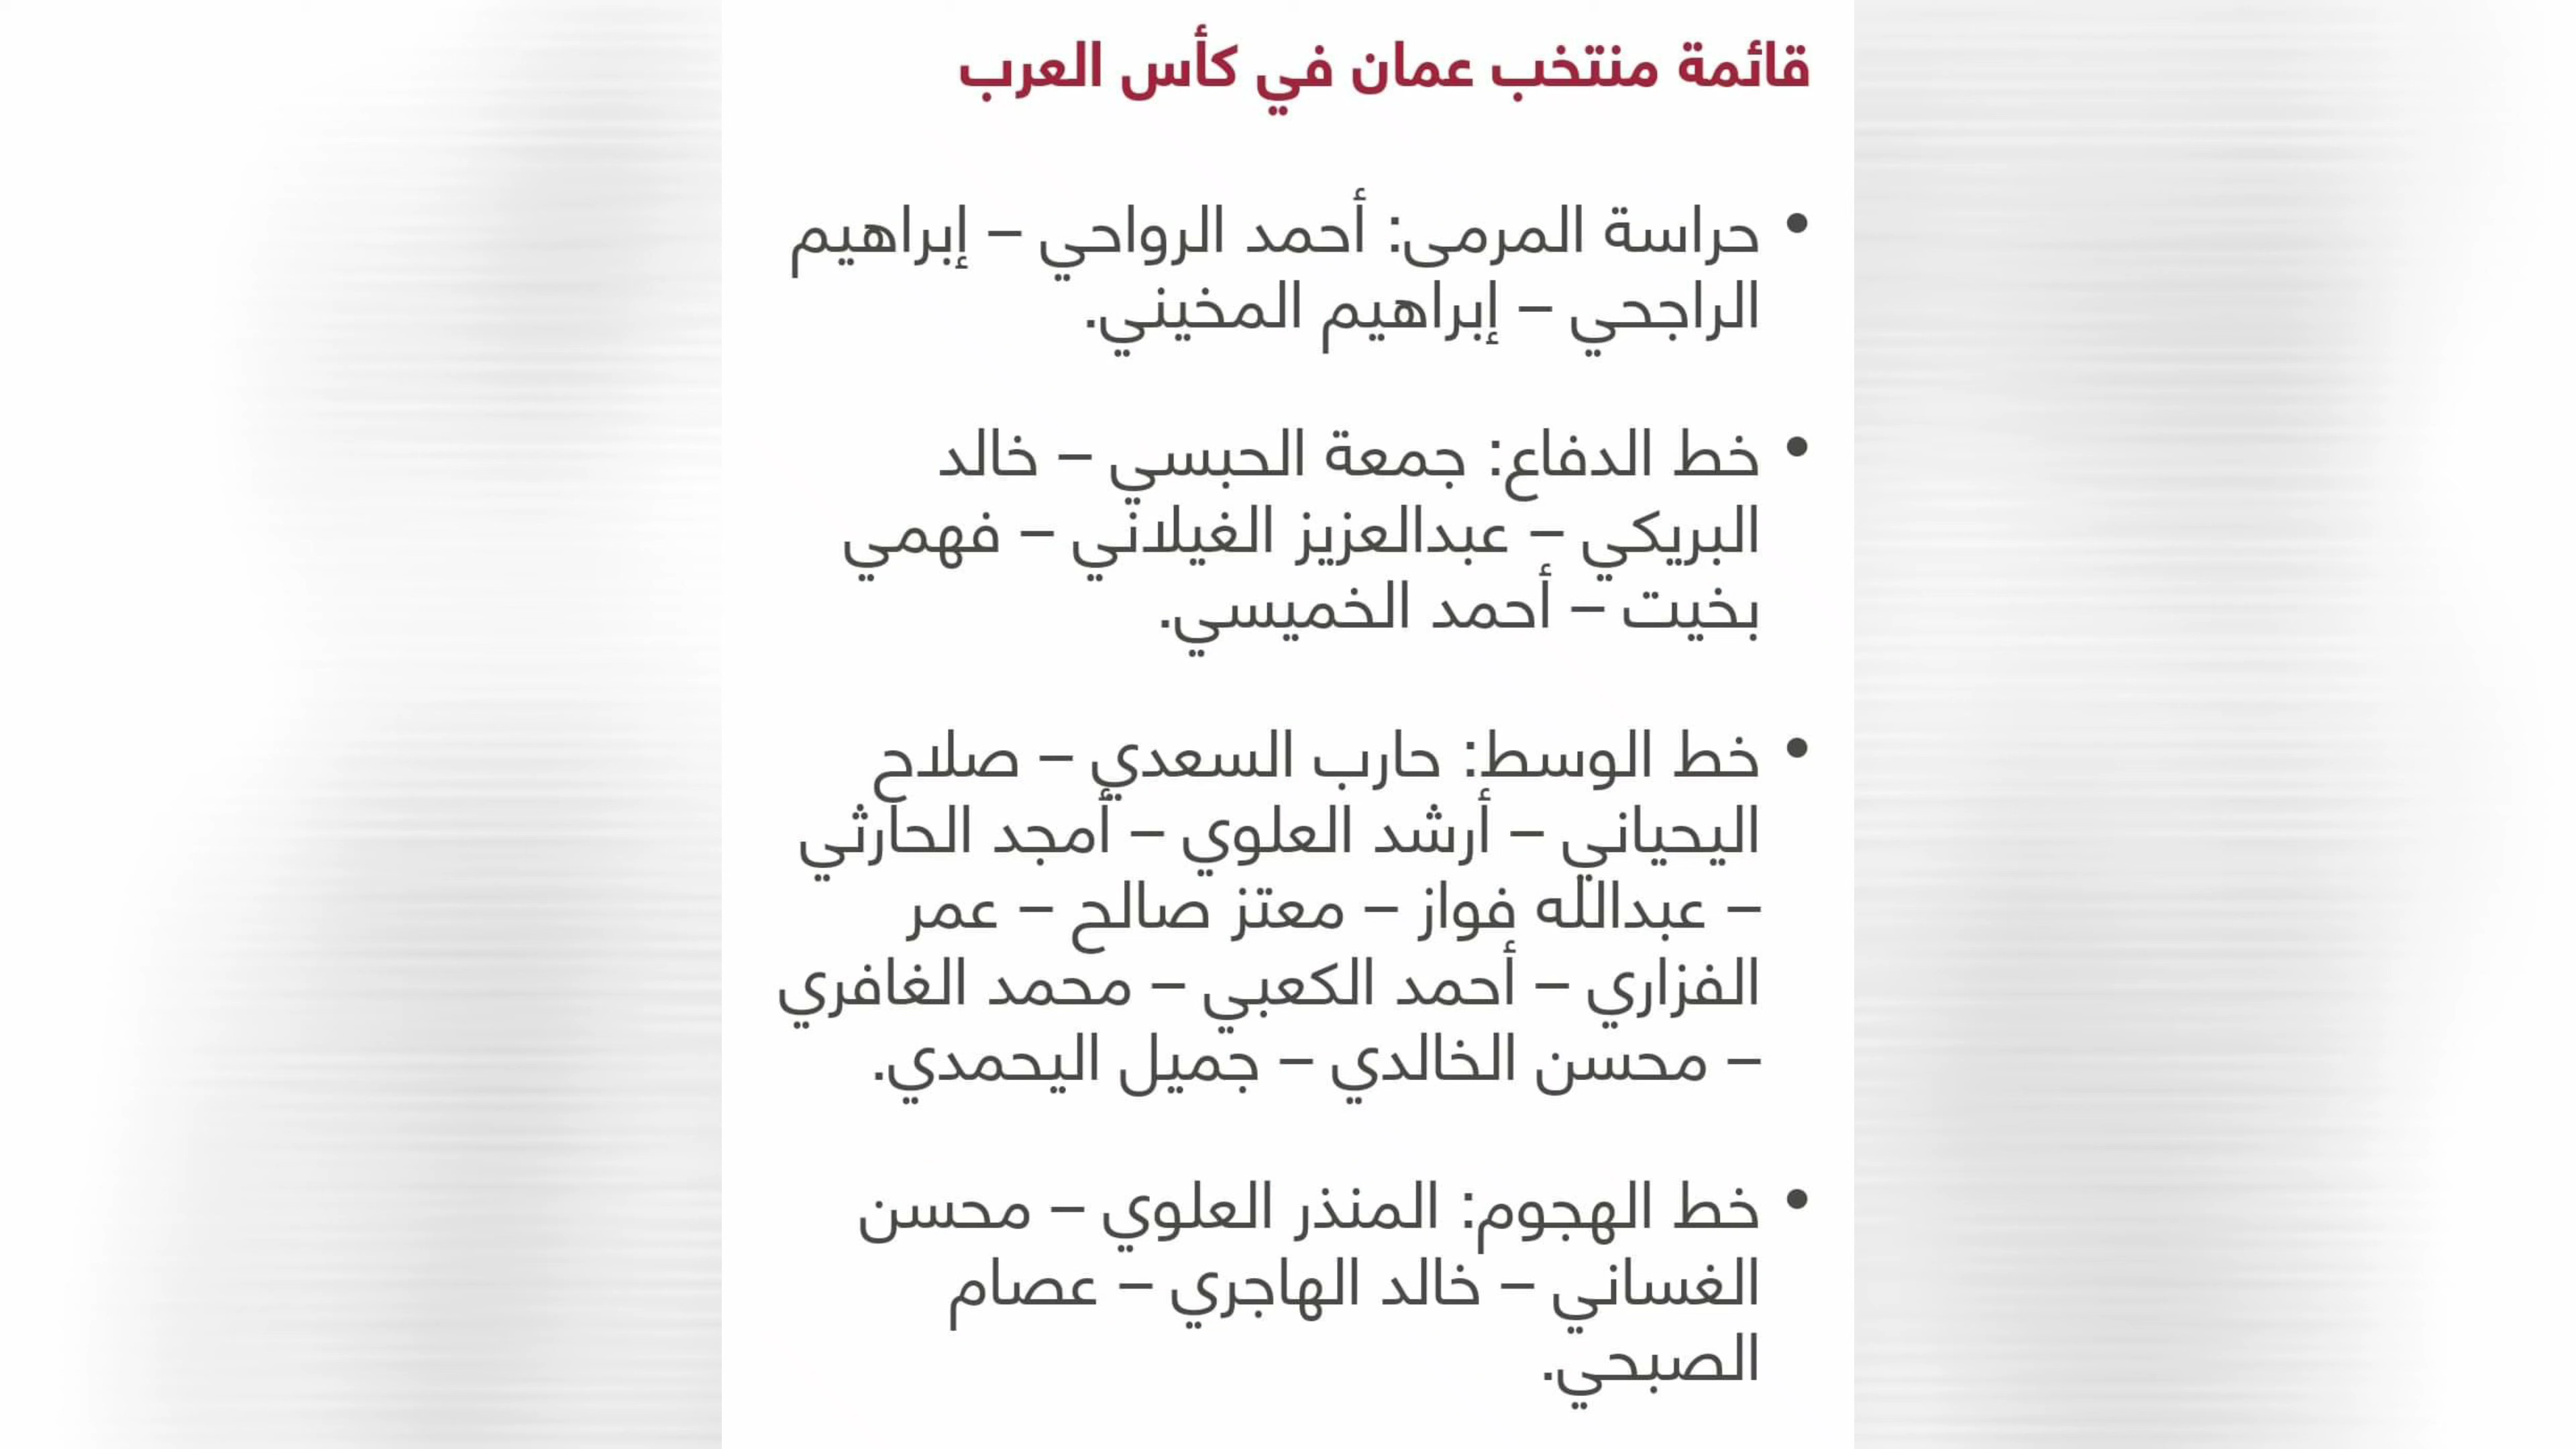 قائمة منتخب عمان في كأس العرب
• حراسة المرمى: أحمد الرواحي – إبراهيم
الراجحي – إبراهيم المخيني.
• خط الدفاع: جمعة الحبسي – خالد
البريكي – عبدالعزيز الغيلاني – فهمي
بخيت – أحمد الخميسي.
• خط الوسط: حارب السعدي – صلاح
اليحياني – أرشد العلوي – أمجد الحارثي
– عبدالله فواز – معتز صالح – عمر
الفزاري – أحمد الكعبي – محمد الغافري
– محسن الخالدي – جميل اليحمدي.
• خط الهجوم: المنذر العلوي – محسن
الغساني – خالد الهاجري – عصام
الصبحي.